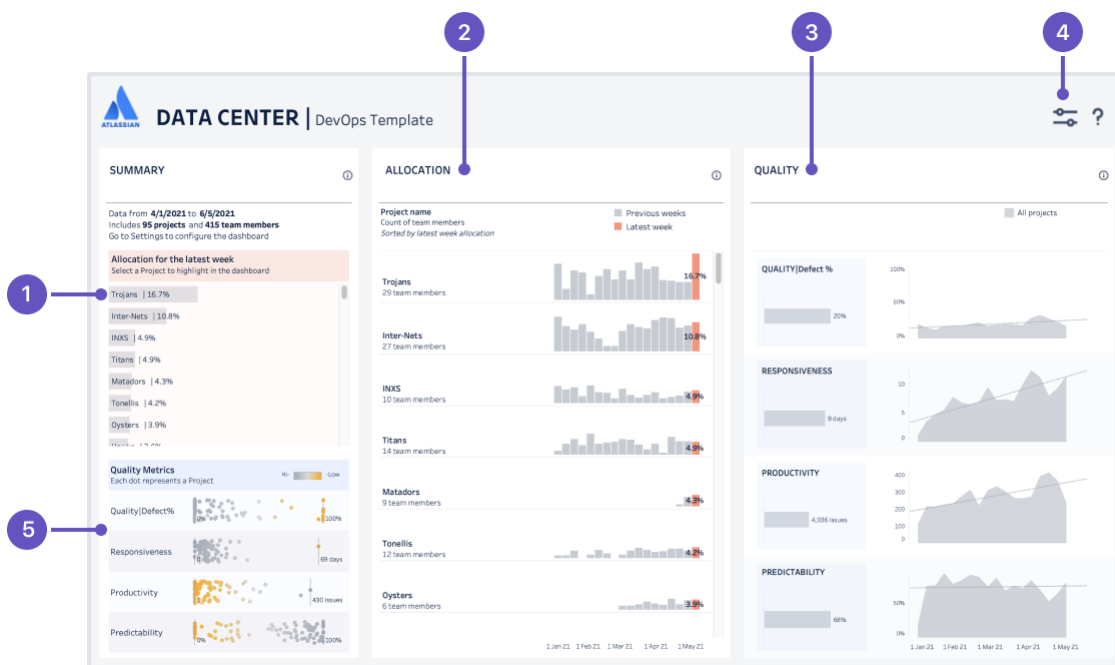 2
3
4
ATLASSIAN
DATA CENTER | DevOps Template
?
SUMMARY
Data from 4/1/2021 to 6/5/2021
Includes 95 projects and 415 team members
Go to Settings to configure the dashboard
Allocation for the latest week
Select a Project to highlight in the dashboard
1
Trojans | 16.7%
Inter-Nets | 10.8%
INXS | 4.9%
Titans | 4.9%
Matadors | 4.3%
Tonellis | 4.2%
Oysters | 3.9%
Quality Metrics
Each dot represents a Project
Hi- -Low
5
Quality|Defect%
0% 100%
Responsiveness
0 69 days
Productivity
1 430 issues
Predictability
0% 100%
ALLOCATION
Project name
Count of team members
Sorted by latest week allocation
Previous weeks
Latest week
Trojans
29 team members
16.7%
Inter-Nets
27 team members
10.8%
INXS
10 team members
4.9%
Titans
14 team members
4.9%
Matadors
9 team members
4.3%
Tonellis
12 team members
4.2%
Oysters
6 team members
3.9%
1 Jan 21 1 Feb 21 1 Mar 21 1 Apr 21 1 May 21
QUALITY
All projects
QUALITY|Defect %
20%
100%
50%
0%
RESPONSIVENESS
8 days
10
5
0
PRODUCTIVITY
4,936 issues
400
300
200
100
0
PREDICTABILITY
68%
50%
0%
1 Jan 21 1 Feb 21 1 Mar 21 1 Apr 21 1 May 21